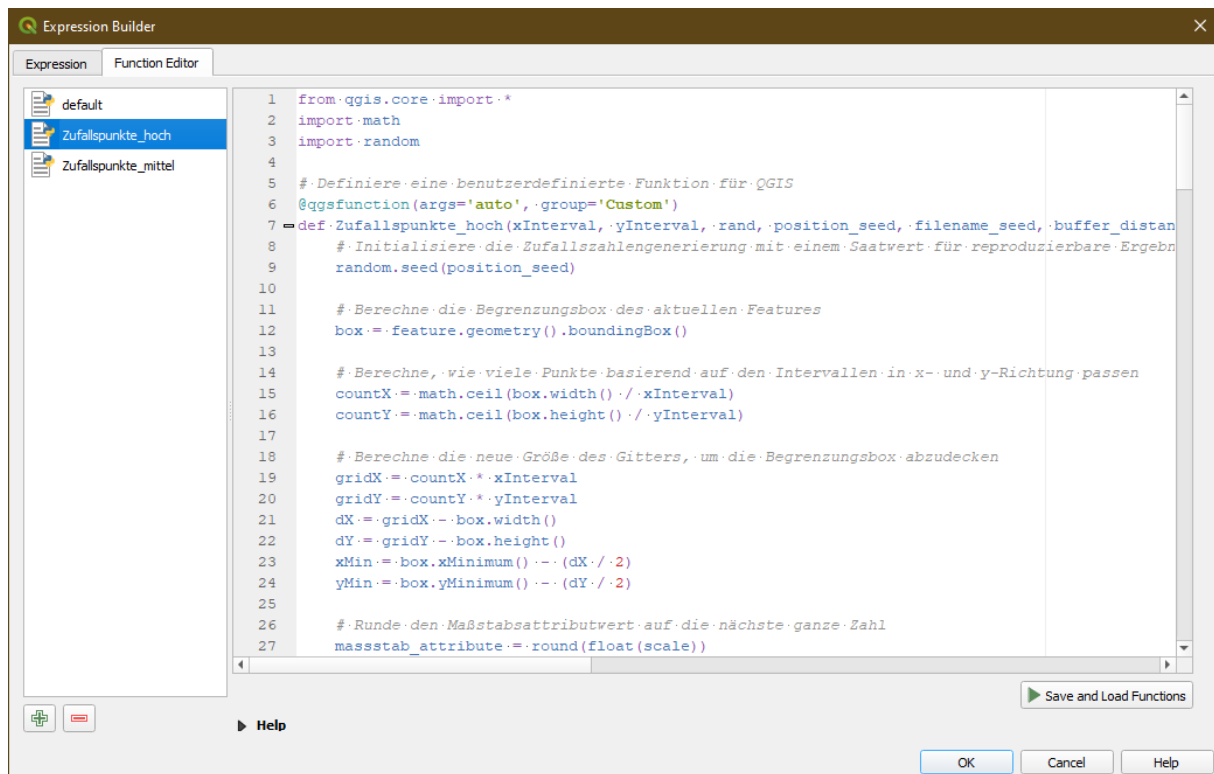 Expression Builder
Expression Function Editor
default
Zufallspunkte_hoch
Zufallspunkte_mittel
1 from qgis.core import *
2 import math
3 import random
4
5 # Definiere eine benutzerdefinierte Funktion für QGIS
6 @qgsfunction(args='auto', group='Custom')
7 def Zufallspunkte_hoch(xInterval, yInterval, rand, position_seed, filename_seed, buffer_distan
8 # Initialisiere die Zufallszahlengenerierung mit einem Saatwert für reproduzierbare Ergebn
9 random.seed(position_seed)
10
11 # Berechne die Begrenzungsbox des aktuellen Features
12 box = feature.geometry().boundingBox()
13
14 # Berechne, wie viele Punkte basierend auf den Intervallen in x- und y-Richtung passen
15 countX = math.ceil(box.width() / xInterval)
16 countY = math.ceil(box.height() / yInterval)
17
18 # Berechne die neue Größe des Gitters, um die Begrenzungsbox abzudecken
19 gridX = countX * xInterval
20 gridY = countY * yInterval
21 dX = gridX - box.width()
22 dY = gridY - box.height()
23 xMin = box.xMinimum() - (dX / 2)
24 yMin = box.yMinimum() - (dY / 2)
25
26 # Runde den Maßstabsattributwert auf die nächste ganze Zahl
27 massstab_attribute = round(float(scale))
Save and Load Functions
Help
OK Cancel Help